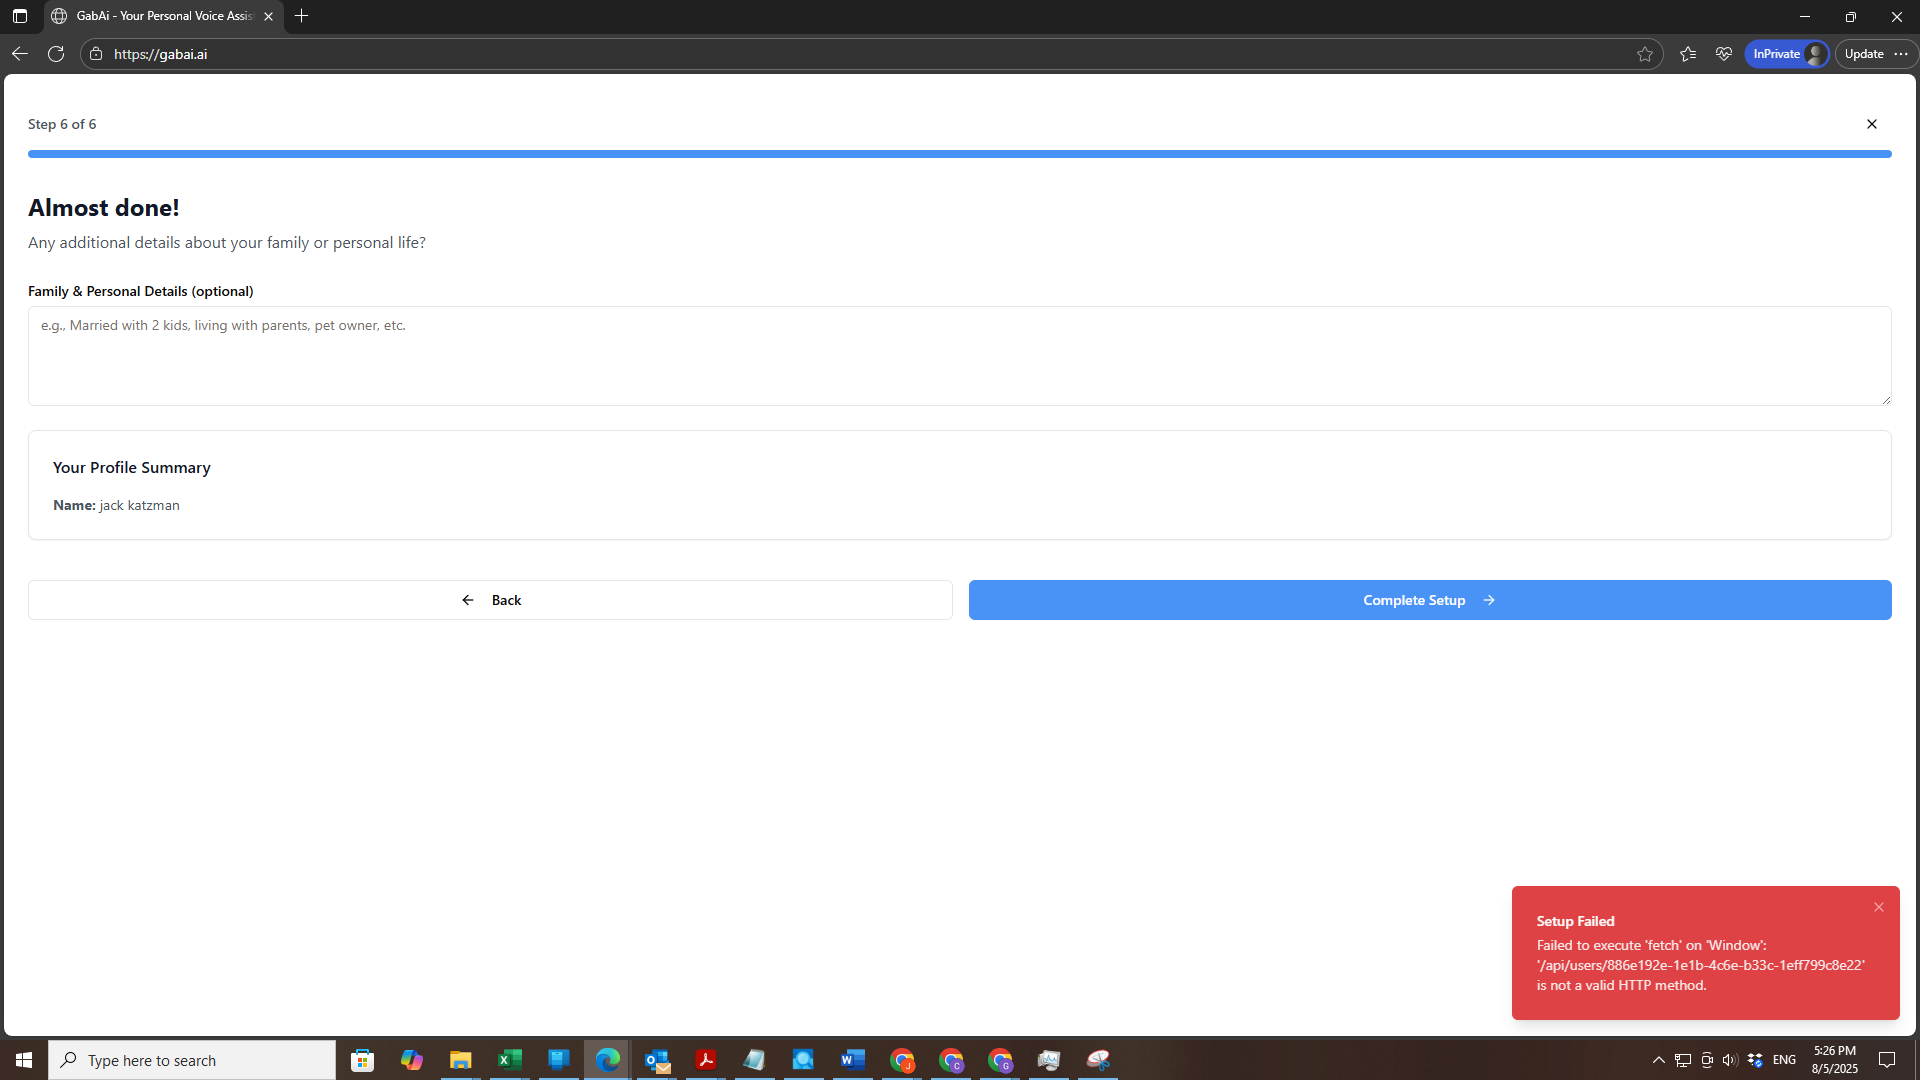 GabAi - Your Personal Voice Assis
https://gabai.ai
InPrivate
Update
Step 6 of 6
Almost done!
Any additional details about your family or personal life?
Family & Personal Details (optional)
e.g., Married with 2 kids, living with parents, pet owner, etc.
Your Profile Summary
Name: jack katzman
Back
Complete Setup
Setup Failed
Failed to execute 'fetch' on 'Window':
'/api/users/886e192e-1e1b-4c6e-b33c-1eff799c8e22'
is not a valid HTTP method.
Type here to search
ENG
5:26 PM
8/5/2025